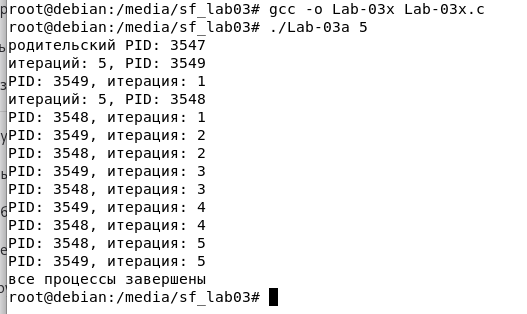 root@debian:/media/sf_lab03# gcc -o Lab-03x Lab-03x.c
root@debian:/media/sf_lab03# ./Lab-03a 5
родительский PID: 3547
итераций: 5, PID: 3549
PID: 3549, итерация: 1
итераций: 5, PID: 3548
PID: 3548, итерация: 1
PID: 3549, итерация: 2
PID: 3548, итерация: 2
PID: 3549, итерация: 3
PID: 3548, итерация: 3
PID: 3549, итерация: 4
PID: 3548, итерация: 4
PID: 3548, итерация: 5
PID: 3549, итерация: 5
все процессы завершены
root@debian:/media/sf_lab03#